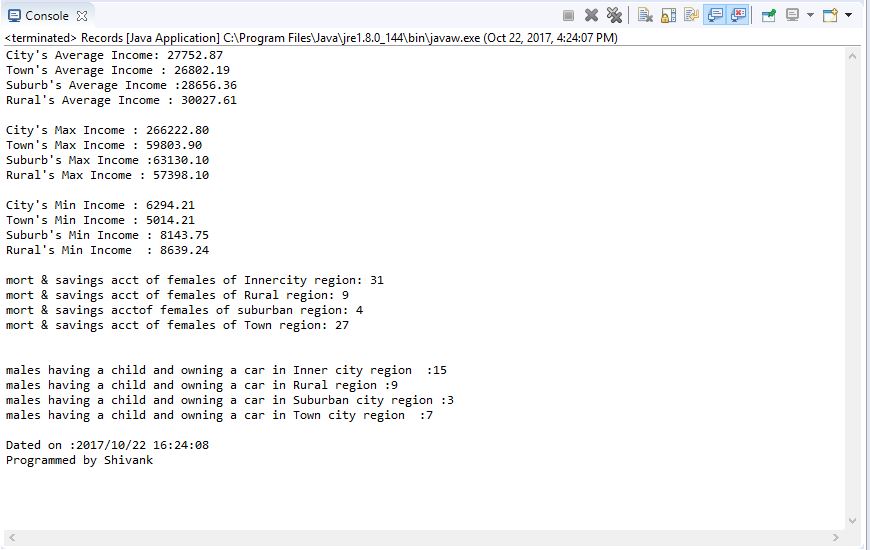 Console
<terminated> Records [Java Application] C:\Program Files\Java\jre1.8.0_144\bin\javaw.exe (Oct 22, 2017, 4:24:07 PM)
City's Average Income: 27752.87
Town's Average Income : 26802.19
Suburb's Average Income :28656.36
Rural's Average Income : 30027.61
City's Max Income : 266222.80
Town's Max Income : 59803.90
Suburb's Max Income :63130.10
Rural's Max Income : 57398.10
City's Min Income : 6294.21
Town's Min Income : 5014.21
Suburb's Min Income : 8143.75
Rural's Min Income  : 8639.24
mort & savings acct of females of Innercity region: 31
mort & savings acct of females of Rural region: 9
mort & savings acctof females of suburban region: 4
mort & savings acct of females of Town region: 27
males having a child and owning a car in Inner city region  :15
males having a child and owning a car in Rural region :9
males having a child and owning a car in Suburban city region :3
males having a child and owning a car in Town city region  :7
Dated on :2017/10/22 16:24:08
Programmed by Shivank